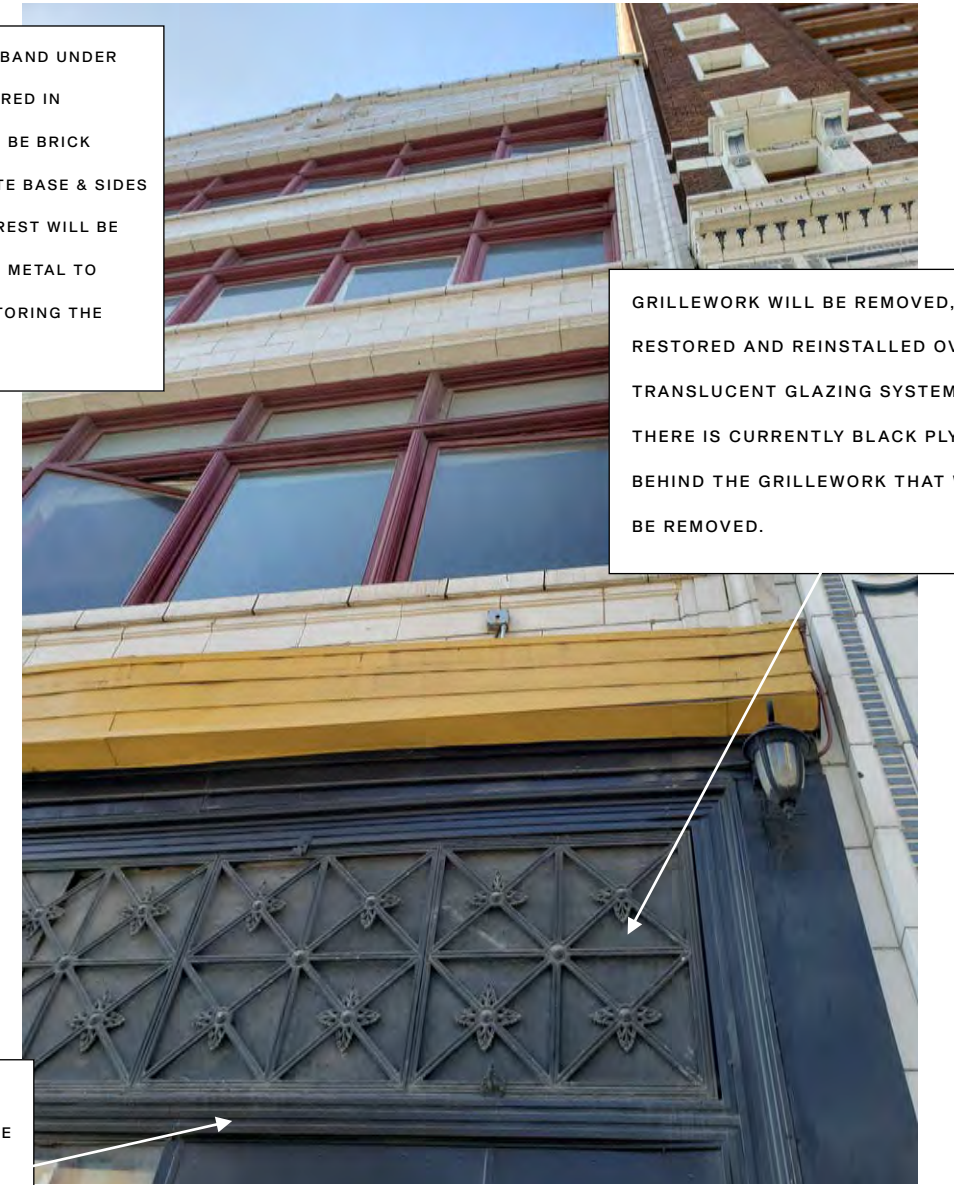 BAND UNDER
RED IN
BE BRICK
TE BASE & SIDES
REST WILL BE
METAL TO
TORING THE
GRILLEWORK WILL BE REMOVED,
RESTORED AND REINSTALLED OV
TRANSLUCENT GLAZING SYSTEM
THERE IS CURRENTLY BLACK PLY
BEHIND THE GRILLEWORK THAT
BE REMOVED.
E